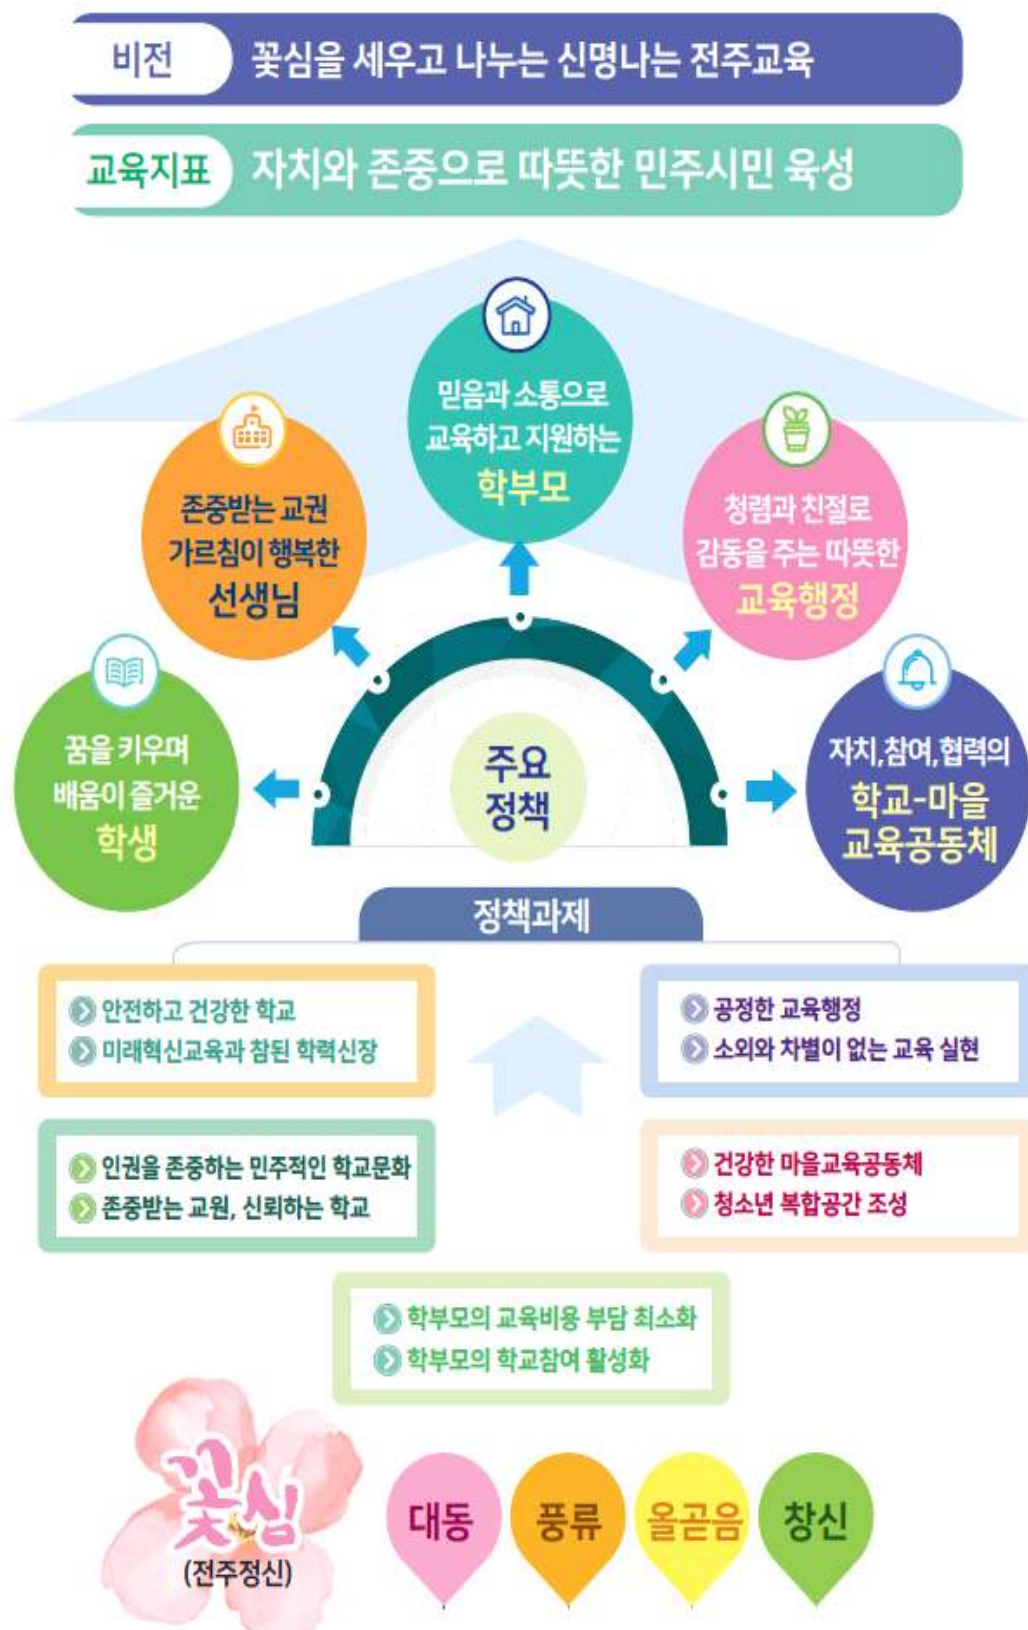 비전
꽃심을 세우고 나누는 신명나는 전주교육
교육지표
자치와 존중으로 따뜻한 민주시민 육성
믿음과 소통으로
교육하고 지원하는
학부모
존중받는 교권
가르침이 행복한
선생님
청렴과 친절로
감동을 주는 따뜻한
교육행정
꿈을 키우며
배움이 즐거운
학생
주요
정책
자치,참여,협력의
학교-마을
교육공동체
정책과제
안전하고 건강한 학교
미래혁신교육과 참된 학력신장
공정한 교육행정
소외와 차별이 없는 교육 실현
인권을 존중하는 민주적인 학교문화
존중받는 교원, 신뢰하는 학교
건강한 마을교육공동체
청소년 복합공간 조성
학부모의 교육비용 부담 최소화
학부모의 학교참여 활성화
꽃심
(전주정신)
대동
풍류
올곧음
창신